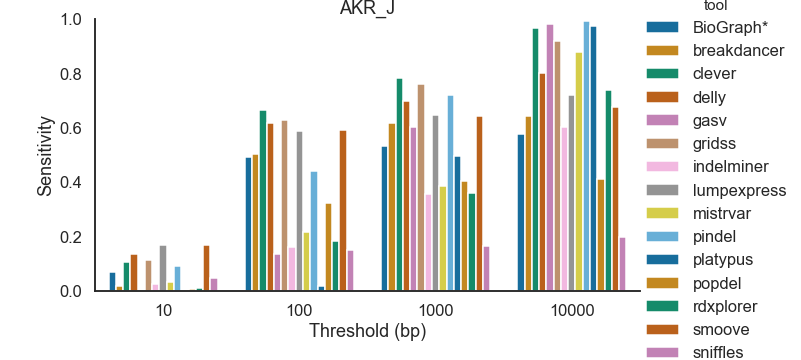 AKR_J
tool
1.0
0.8
0.6
0.4
0.2
0.0
Sensitivity
10
100
1000
10000
Threshold (bp)
BioGraph*
breakdancer
clever
delly
gasv
gridss
indelminer
lumpexpress
mistrvar
pindel
platypus
popdel
rdxplorer
smoove
sniffles